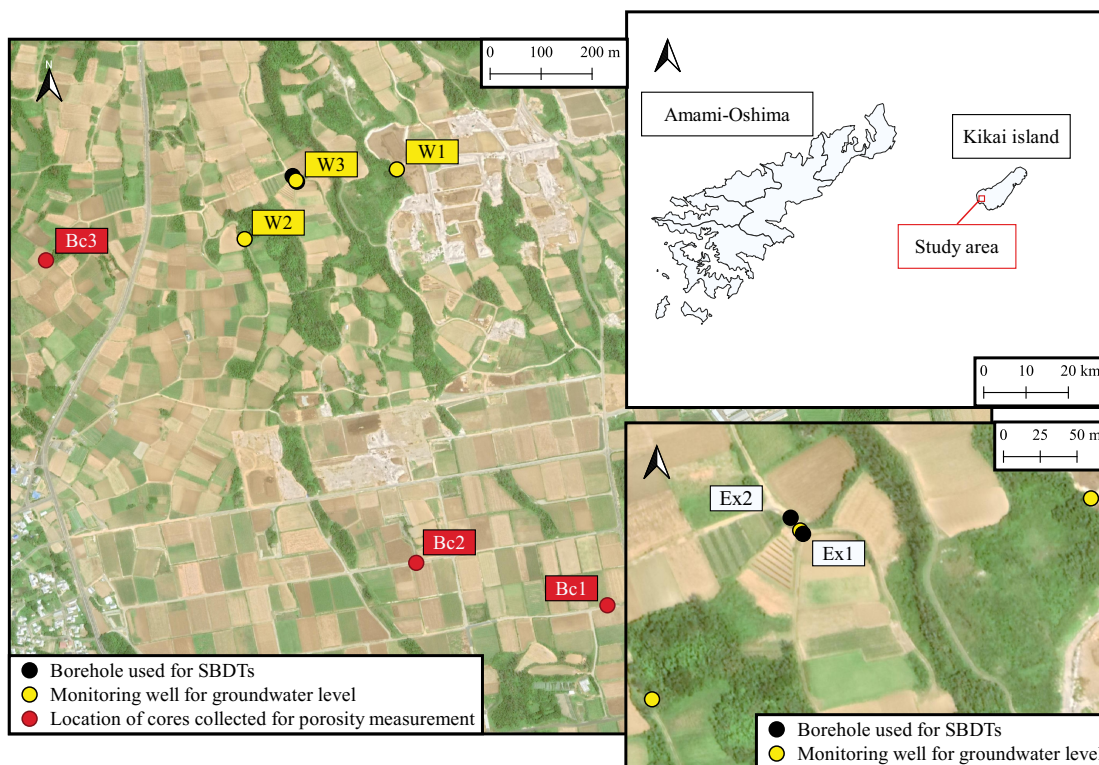 N
0 100 200 m
W1
W3
W2
Bc3
Bc2
Bc1
Borehole used for SBDTs
Monitoring well for groundwater level
Location of cores collected for porosity measurement
Amami-Oshima
Kikai island
Study area
0 10 20 km
0 25 50 m
Ex2
Ex1
Borehole used for SBDTs
Monitoring well for groundwater level